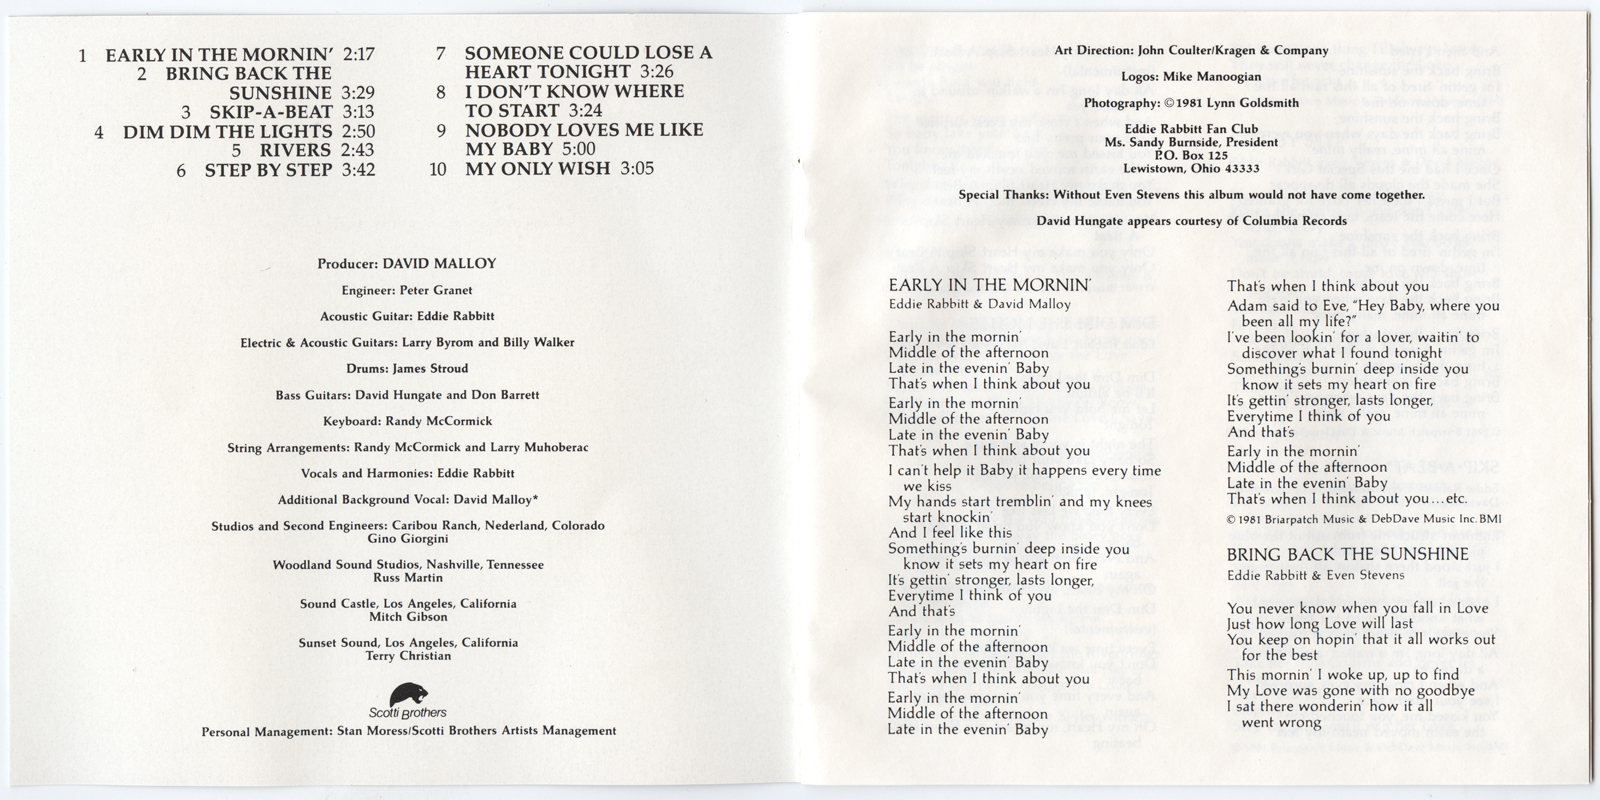 1 EARLY IN THE MORNIN' 2:17
2 BRING BACK THE
SUNSHINE 3:29
3 SKIP-A-BEAT 3:13
4 DIM DIM THE LIGHTS 2:50
5 RIVERS 2:43
6 STEP BY STEP 3:42
7 SOMEONE COULD LOSE A
HEART TONIGHT 3:26
8 I DON'T KNOW WHERE
TO START 3:24
9 NOBODY LOVES ME LIKE
MY BABY 5:00
10 MY ONLY WISH 3:05
Producer: DAVID MALLOY
Engineer: Peter Granet
Acoustic Guitar: Eddie Rabbitt
Electric & Acoustic Guitars: Larry Byrom and Billy Walker
Drums: James Stroud
Bass Guitars: David Hungate and Don Barrett
Keyboard: Randy McCormick
String Arrangements: Randy McCormick and Larry Muhoberac
Vocals and Harmonies: Eddie Rabbitt
Additional Background Vocal: David Malloy*
Studios and Second Engineers: Caribou Ranch, Nederland, Colorado
Gino Giorgini
Woodland Sound Studios, Nashville, Tennessee
Russ Martin
Sound Castle, Los Angeles, California
Mitch Gibson
Sunset Sound, Los Angeles, California
Terry Christian
Scotti Brothers
Personal Management: Stan Moress/Scotti Brothers Artists Management
Art Direction: John Coulter/Kragen & Company
Logos: Mike Manoogian
Photography: ©1981 Lynn Goldsmith
Eddie Rabbitt Fan Club
Ms. Sandy Burnside, President
P.O. Box 125
Lewistown, Ohio 43333
Special Thanks: Without Even Stevens this album would not have come together.
David Hungate appears courtesy of Columbia Records
EARLY IN THE MORNIN'
Eddie Rabbitt & David Malloy
Early in the mornin'
Middle of the afternoon
Late in the evenin' Baby
That's when I think about you
Early in the mornin'
Middle of the afternoon
Late in the evenin' Baby
That's when I think about you
I can't help it Baby it happens every time
we kiss
My hands start tremblin' and my knees
start knockin'
And I feel like this
Something's burnin' deep inside you
know it sets my heart on fire
It's gettin' stronger, lasts longer,
Everytime I think of you
And that's
Early in the mornin'
Middle of the afternoon
Late in the evenin' Baby
That's when I think about you
Early in the mornin'
Middle of the afternoon
Late in the evenin' Baby
That's when I think about you
Adam said to Eve, "Hey Baby, where you
been all my life?"
I've been lookin' for a lover, waitin' to
discover what I found tonight
Something's burnin' deep inside you
know it sets my heart on fire
It's gettin' stronger, lasts longer,
Everytime I think of you
And that's
Early in the mornin'
Middle of the afternoon
Late in the evenin' Baby
That's when I think about you...etc.
© 1981 Briarpatch Music & DebDave Music Inc. BMI
BRING BACK THE SUNSHINE
Eddie Rabbitt & Even Stevens
You never know when you fall in Love
Just how long Love will last
You keep on hopin' that it all works out
for the best
This mornin' I woke up, up to find
My Love was gone with no goodbye
I sat there wonderin' how it all
went wrong